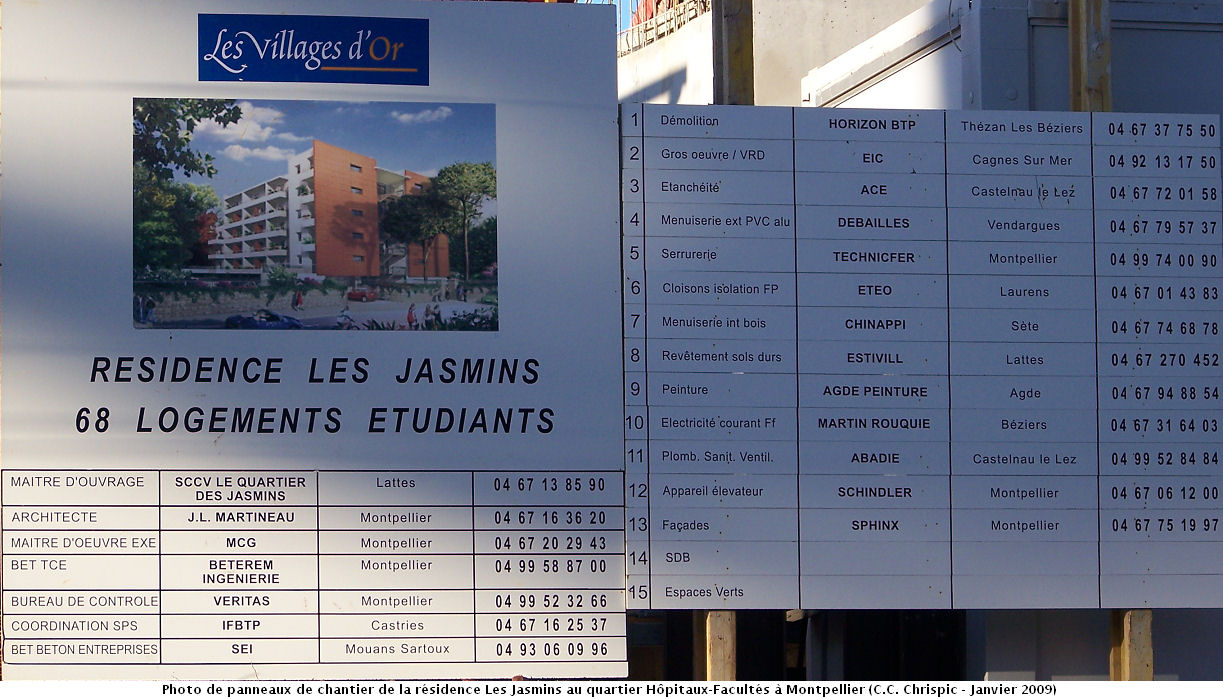 Les Villages d'Or
RESIDENCE LES JASMINS
68 LOGEMENTS ETUDIANTS
MAITRE D'OUVRAGE SCCV LE QUARTIER DES JASMINS Lattes 04 67 13 85 90
ARCHITECTE J.L. MARTINEAU Montpellier 04 67 16 36 20
MAITRE D'OEUVRE EXE MCG Montpellier 04 67 20 29 43
BET TCE BETEREM INGENIERIE Montpellier 04 99 58 87 00
BUREAU DE CONTROLE VERITAS Montpellier 04 99 52 32 66
COORDINATION SPS IFBTP Castries 04 67 16 25 37
BET BETON ENTREPRISES SEI Mouans Sartoux 04 93 06 09 96
1 Démolition HORIZON BTP Thézan Les Béziers 04 67 37 75 50
2 Gros oeuvre / VRD EIC Cagnes Sur Mer 04 92 13 17 50
3 Etanchéité ACE Castelnau le Lez 04 67 72 01 58
4 Menuiserie ext PVC alu DEBAILLES Vendargues 04 67 79 57 37
5 Serrurerie TECHNICFER Montpellier 04 99 74 00 90
6 Cloisons isolation FP ETEO Laurens 04 67 01 43 83
7 Menuiserie int bois CHINAPPI Sète 04 67 74 68 78
8 Revêtement sols durs ESTIVILL Lattes 04 67 270 452
9 Peinture AGDE PEINTURE Agde 04 67 94 88 54
10 Electricité courant Ff MARTIN ROUQUIE Béziers 04 67 31 64 03
11 Plomb. Sanit. Ventil. ABADIE Castelnau le Lez 04 99 52 84 84
12 Appareil élevateur SCHINDLER Montpellier 04 67 06 12 00
13 Façades SPHINX Montpellier 04 67 75 19 97
14 SDB
15 Espaces Verts
Photo de panneaux de chantier de la résidence Les Jasmins au quartier Hôpitaux-Facultés à Montpellier (C.C. Chrispic - Janvier 2009)